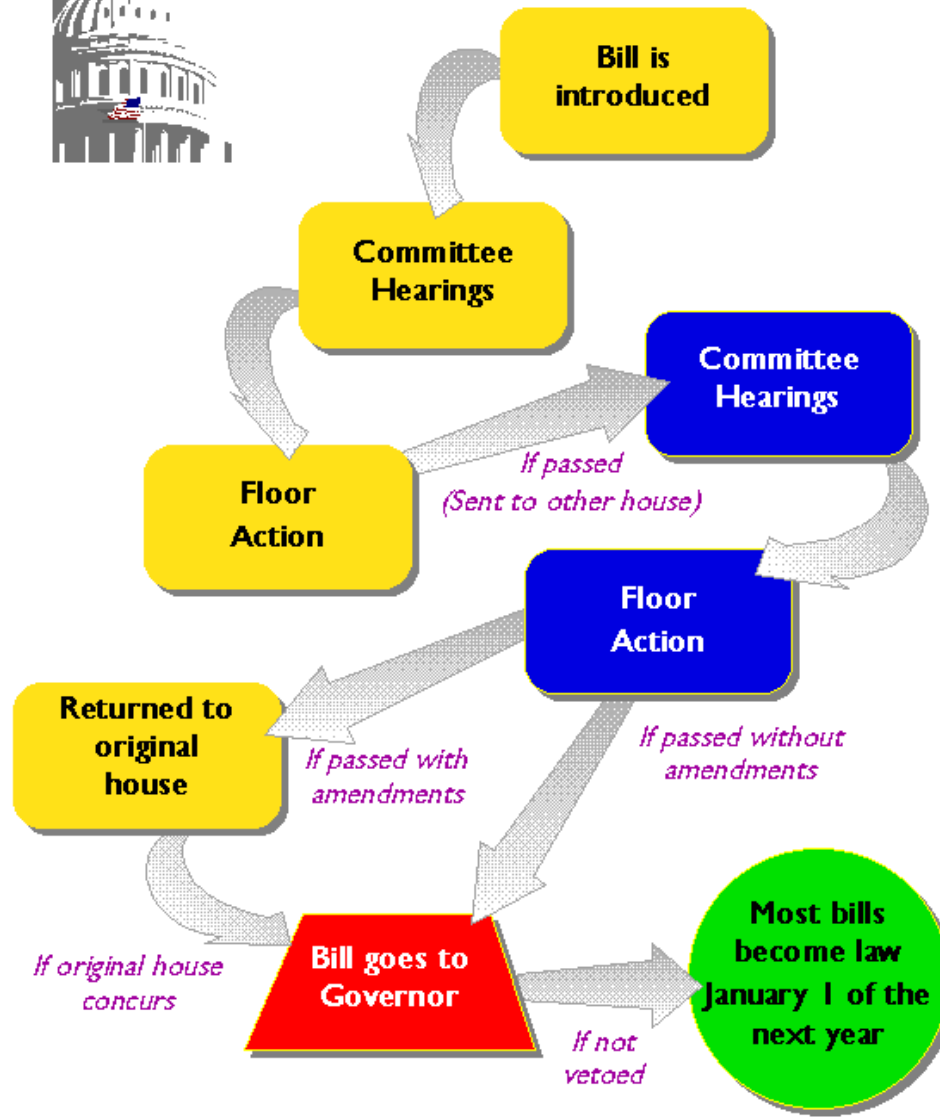 Bill is
introduced
Committee
Hearings
Floor
Action
If passed
(Sent to other house)
Committee
Hearings
Floor
Action
If passed with
amendments
If passed without
amendments
Returned to
original
house
If original house
concurs
Bill goes to
Governor
If not
vetoed
Most bills
become law
January 1 of the
next year